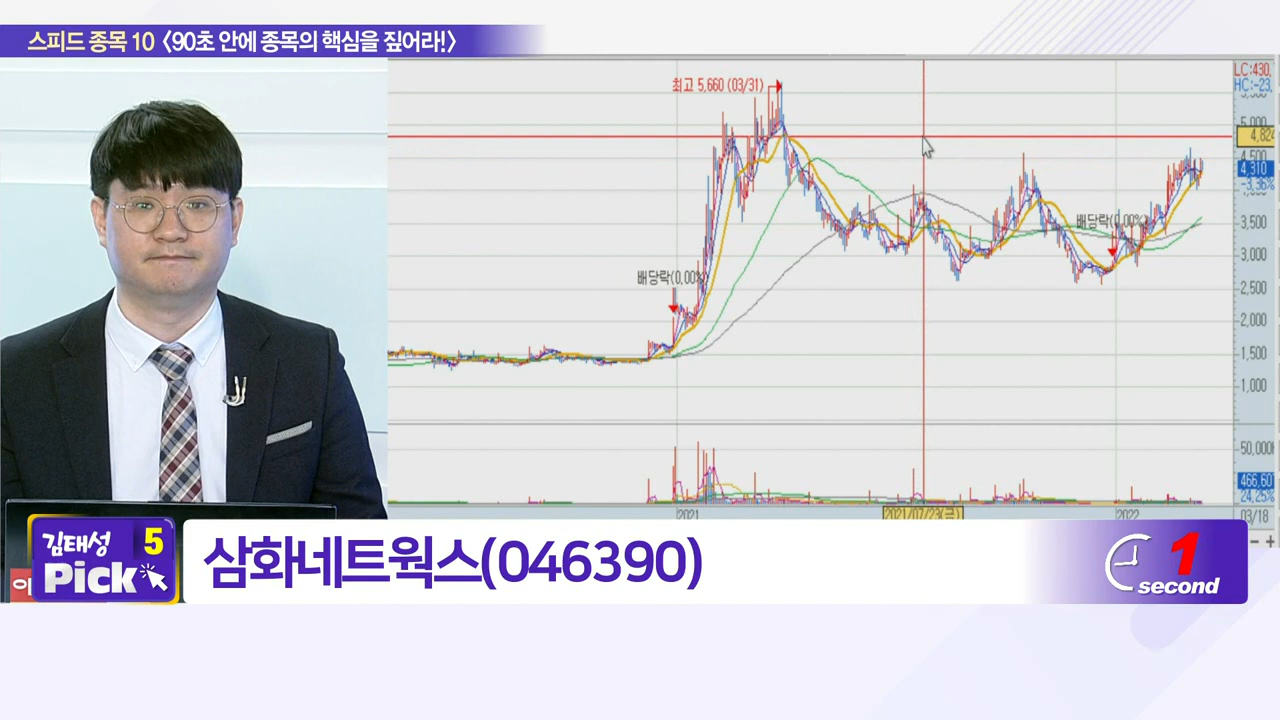 스피드 종목 10 〈90초 안에 종목의 핵심을 짚어라!〉
LC:430,
HC:-23,
최고 5,660 (03/31)
5,000
4,824
4,500
4,310
-3.36%
배당락(0.00%)
3,500
3,000
배당락(0.00%)
2,500
2,000
1,500
1,000
50,000
466,60
24.25%
2021
2021/07/23(금)
2022
03/18
김태성 5
Pick
삼화네트웍스(046390)
1
second